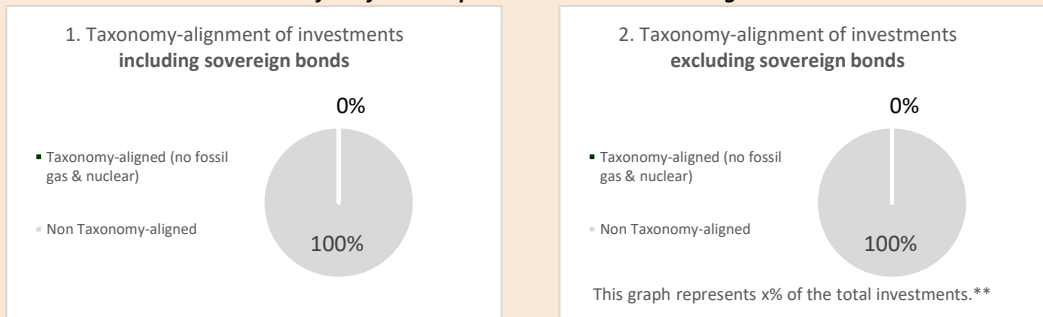 1. Taxonomy-alignment of investments
including sovereign bonds
0%
Taxonomy-aligned (no fossil
gas & nuclear)
Non Taxonomy-aligned
100%
2. Taxonomy-alignment of investments
excluding sovereign bonds
0%
Taxonomy-aligned (no fossil
gas & nuclear)
Non Taxonomy-aligned
100%
This graph represents x% of the total investments.**